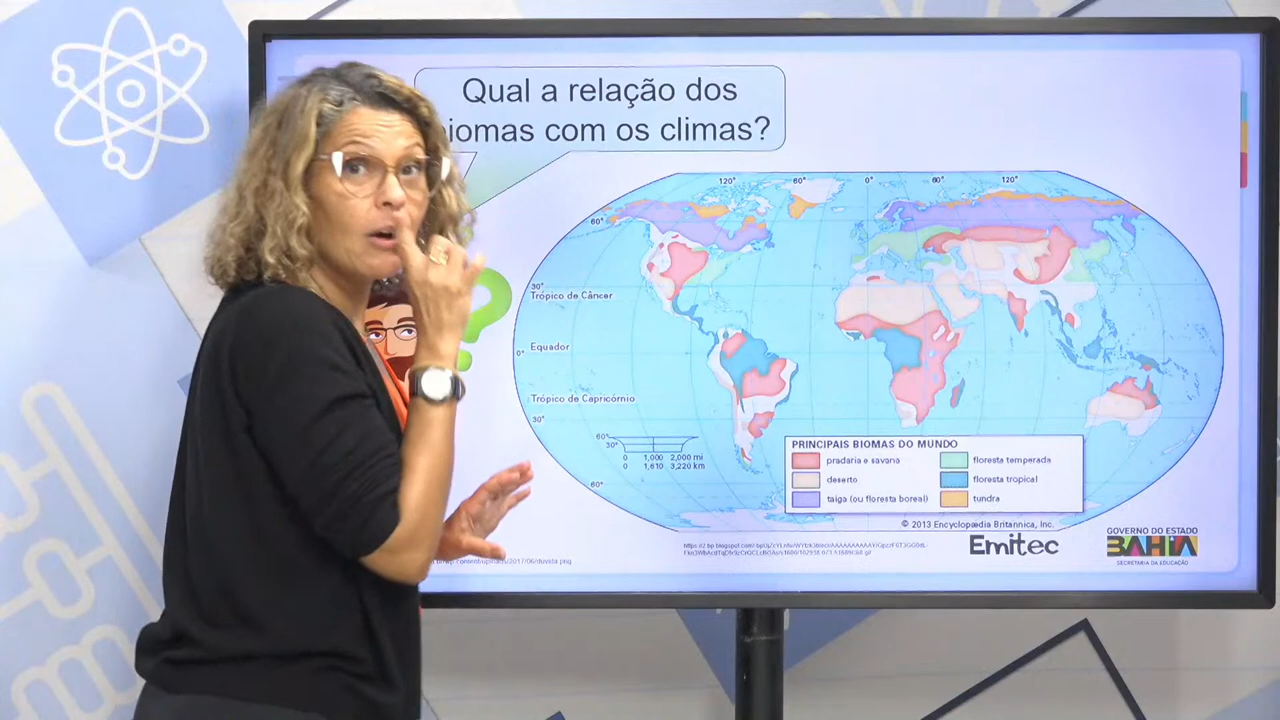 Qual a relação dos
biomas com os climas?
120° 60° 0° 60° 120°
60°
30°
Trópico de Câncer
0° Equador
Trópico de Capricórnio
30°
60°
30°
0 1,000 2,000 mi
0 1,610 3,220 km
60°
PRINCIPAIS BIOMAS DO MUNDO
pradaria e savana
deserto
taiga (ou floresta boreal)
floresta temperada
floresta tropical
tundra
© 2013 Encyclopædia Britannica, Inc.
Emitec
GOVERNO DO ESTADO
BAHIA
SECRETARIA DA EDUCAÇÃO